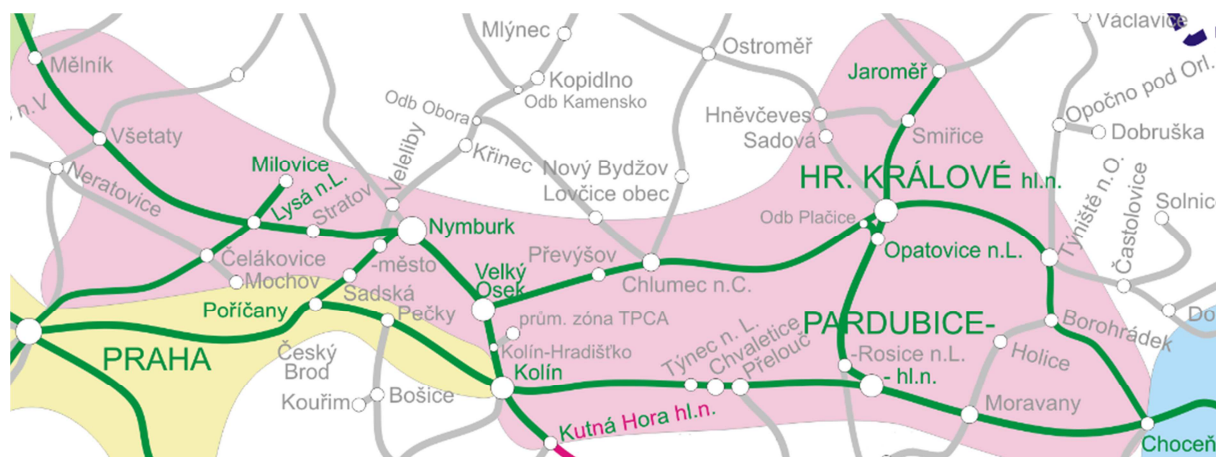 Mlýnec
Václavice
Ostroměř
Mělník
Jaroměř
Kopidlno
Odb Kamensko
Odb Obora
Opočno pod Orl.
n.V
Hněvčeves
Smiřice
Dobruška
Všetaty
Sadová
Veleliby
Křinec
Milovice
Nový Bydžov
Lovčice obec
HR. KRÁLOVÉ hl.n.
Neratovice
Lysá n.L.
Stratov
Týniště n.O.
Častolovice
Solnice
Odb Plačice
Nymburk
Opatovice n.L.
Čelákovice
-město
Převýšov
Mochov
Velký
Osek
Chlumec n.C.
Sadská
Poříčany
Pečky
prům. zóna TPCA
PARDUBICE-
Borohrádek
Do
PRAHA
Český
Brod
Kolín-Hradišťko
Týnec n. L.
Chvaletice
Přelouč
-Rosice n.L.
Holice
Kolín
- hl.n.
Kouřim
Bošice
Moravany
Kutná Hora hl.n.
Choceň